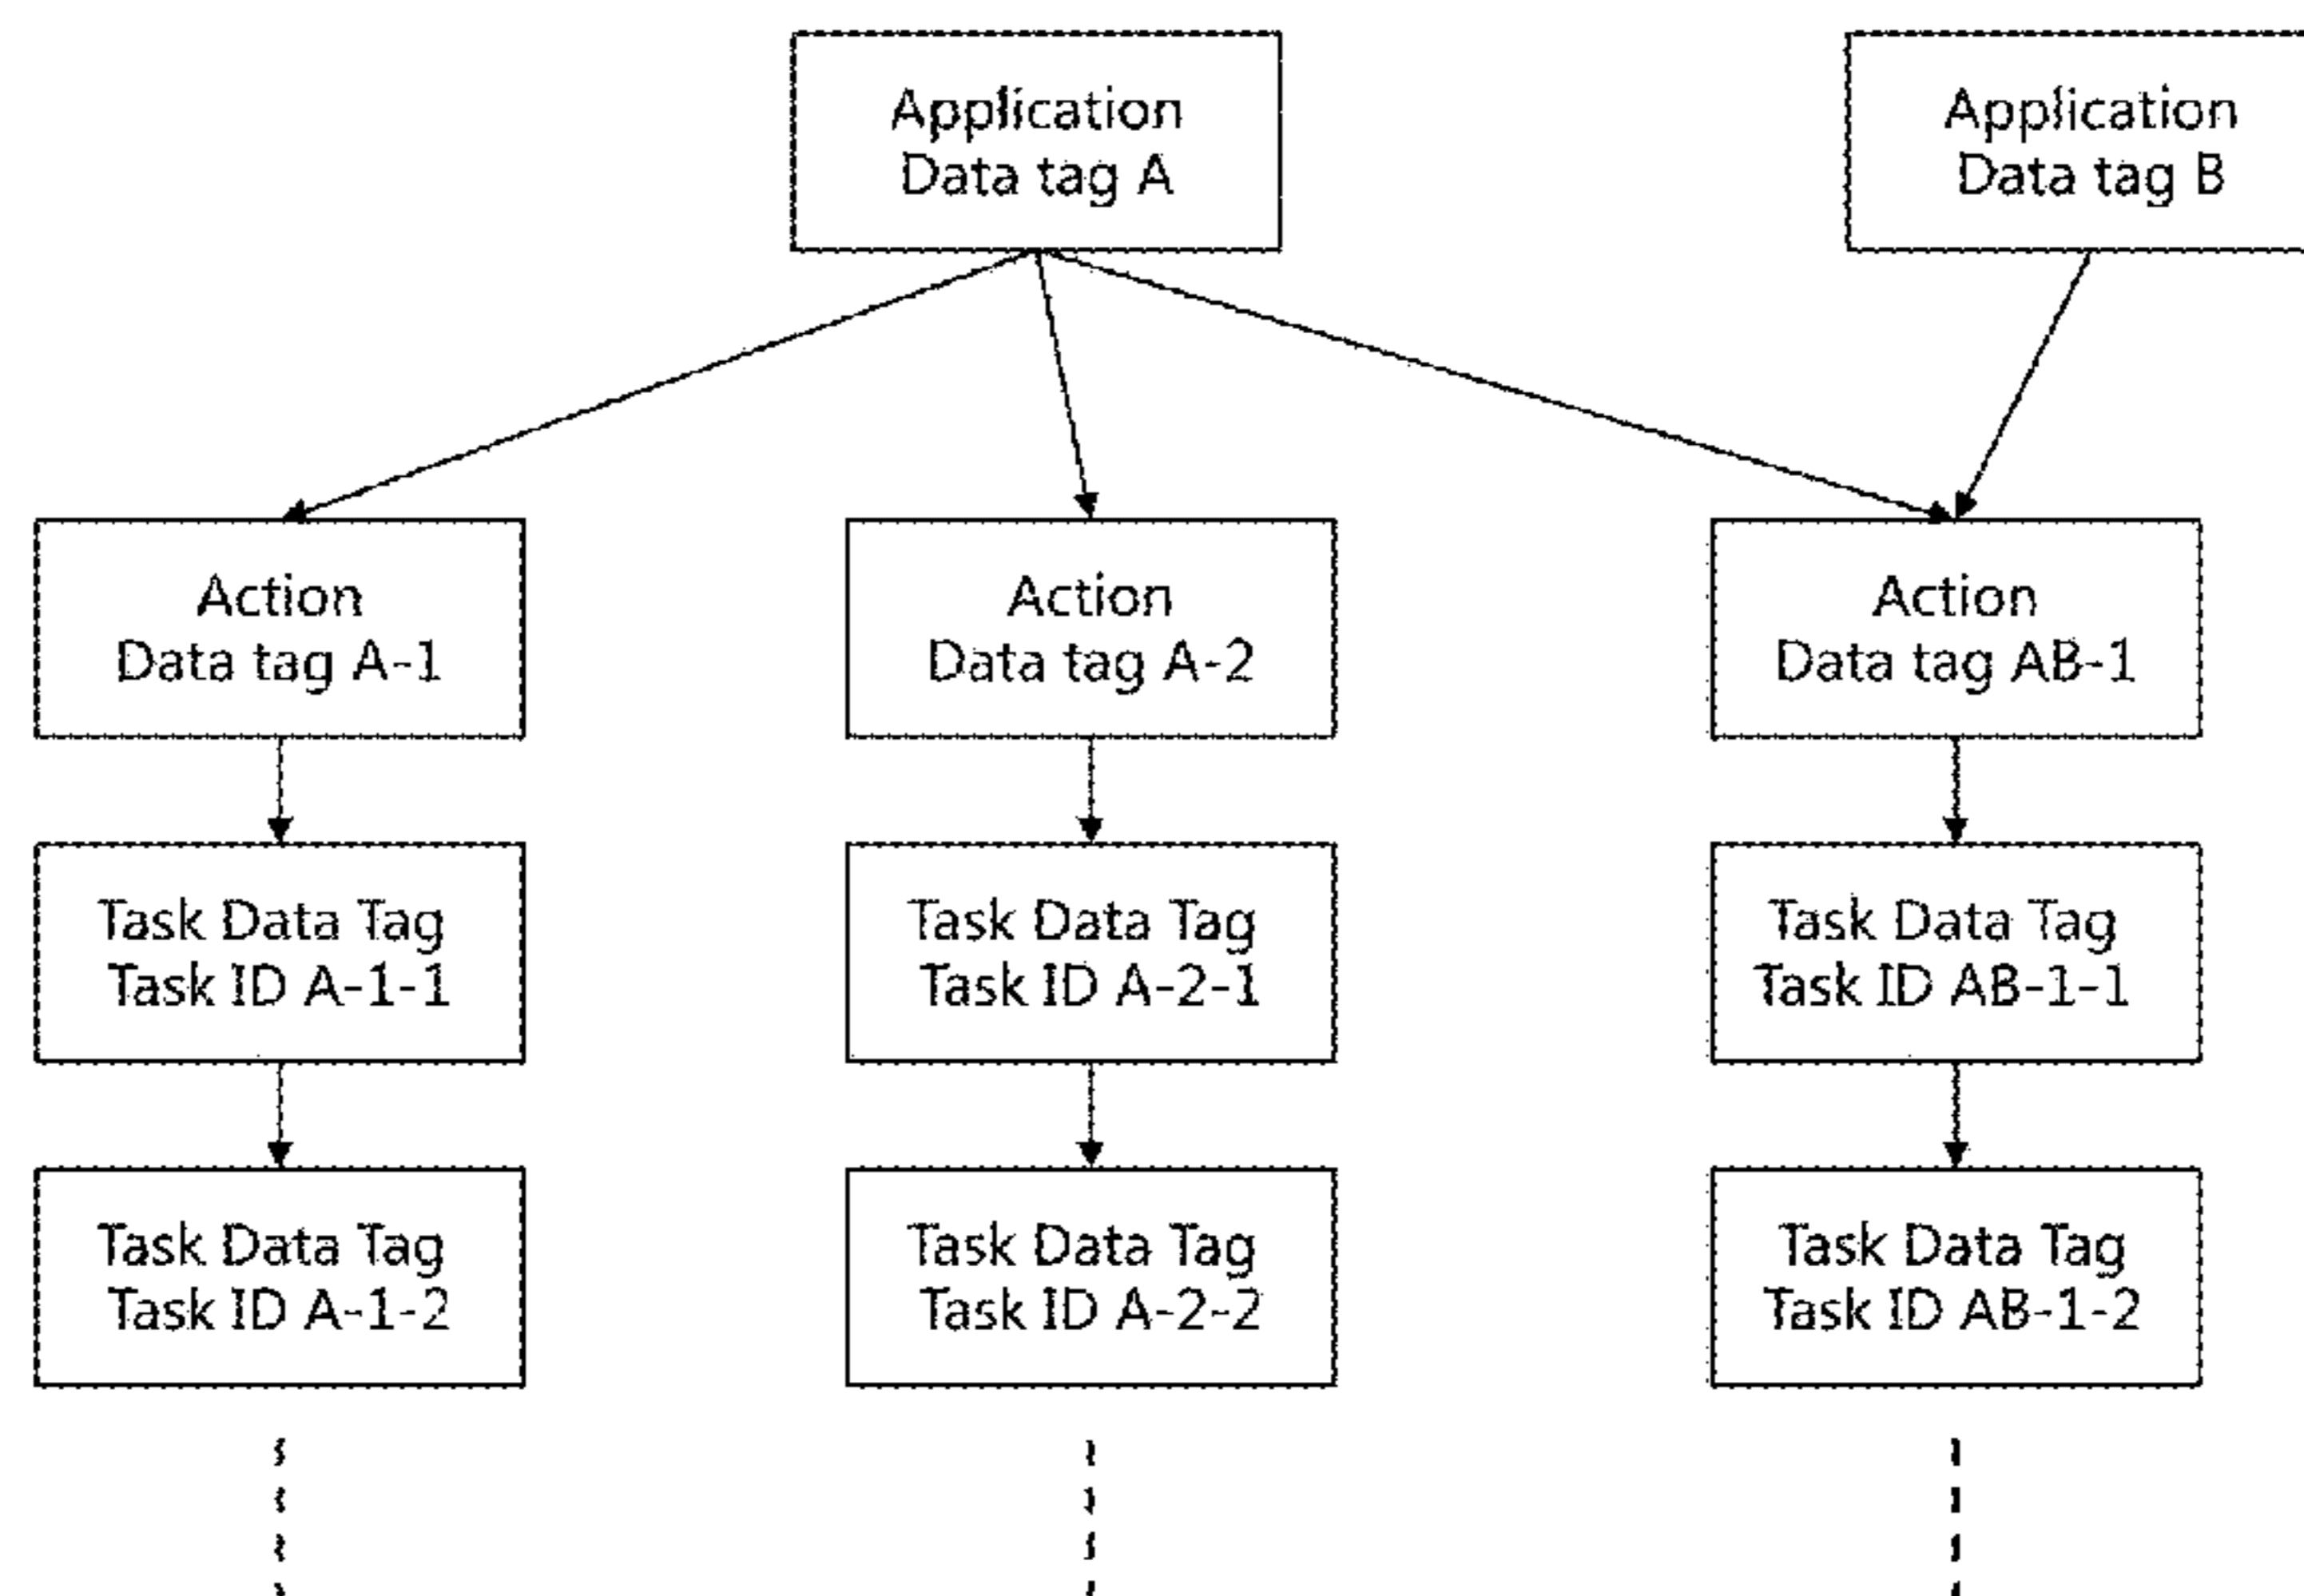 Application
Data tag A
Application
Data tag B
Action
Data tag A-1
Action
Data tag A-2
Action
Data tag AB-1
Task Data Tag
Task ID A-1-1
Task Data Tag
Task ID A-2-1
Task Data Tag
Task ID AB-1-1
Task Data Tag
Task ID A-1-2
Task Data Tag
Task ID A-2-2
Task Data Tag
Task ID AB-1-2